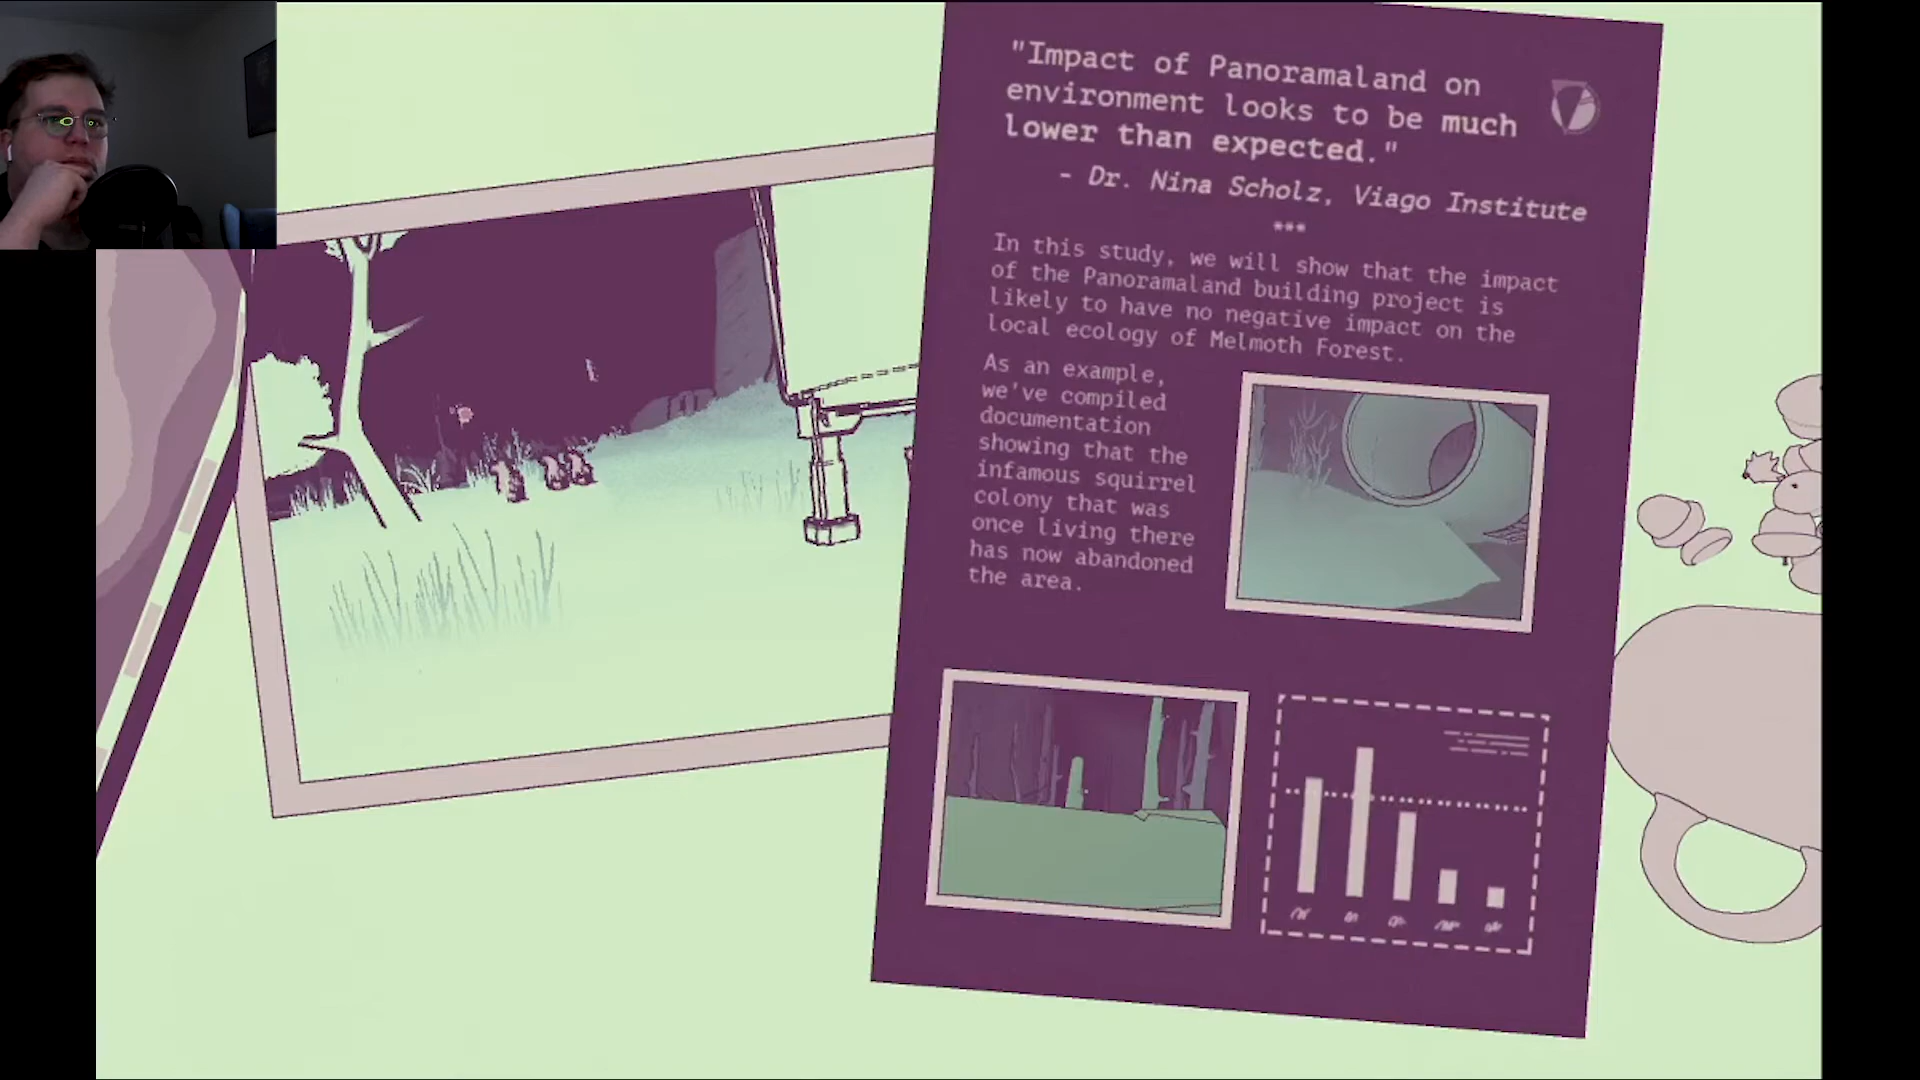 "Impact of Panoramaland on
environment looks to be much
lower than expected."
- Dr. Nina Scholz, Viago Institute
***
In this study, we will show that the impact
of the Panoramaland building project is
likely to have no negative impact on the
local ecology of Melmoth Forest.
As an example,
we've compiled
documentation
showing that the
infamous squirrel
colony that was
once living there
has now abandoned
the area.